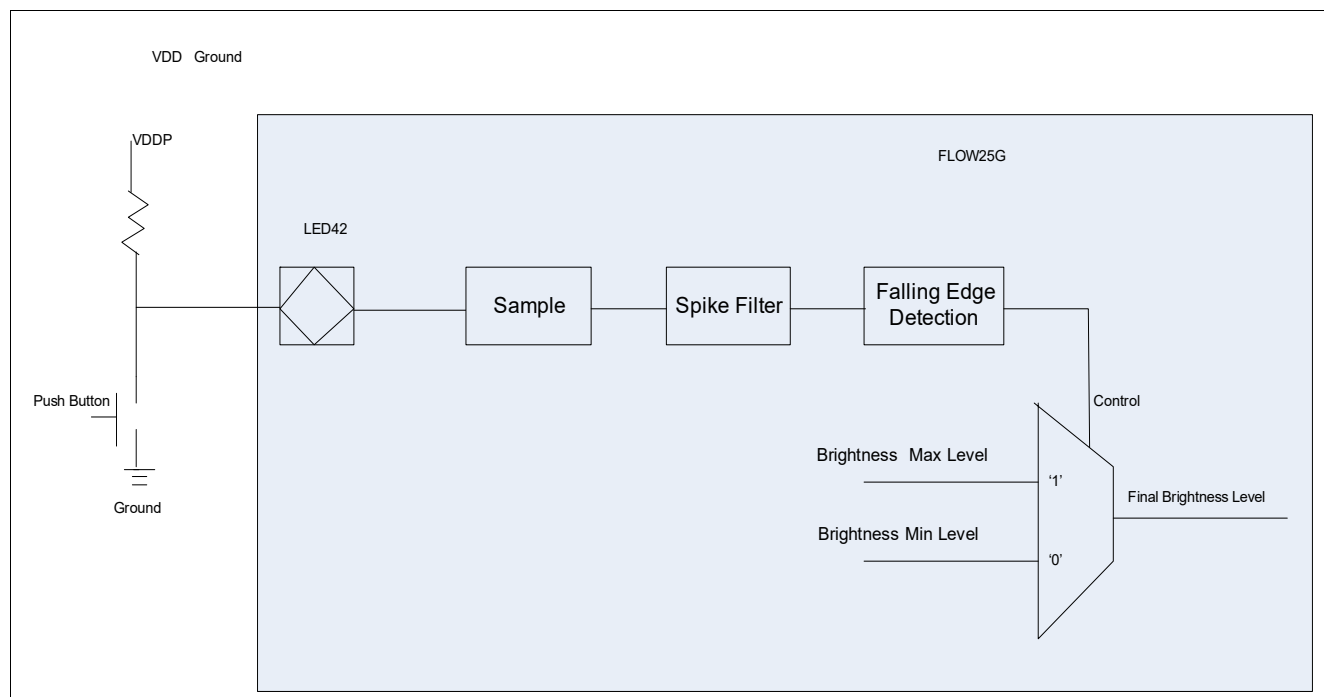 VDD Ground
VDDP
FLOW25G
LED42
Sample
Spike Filter
Falling Edge
Detection
Push Button
Control
Brightness Max Level
‘1’
Final Brightness Level
Brightness Min Level
‘0’
Ground